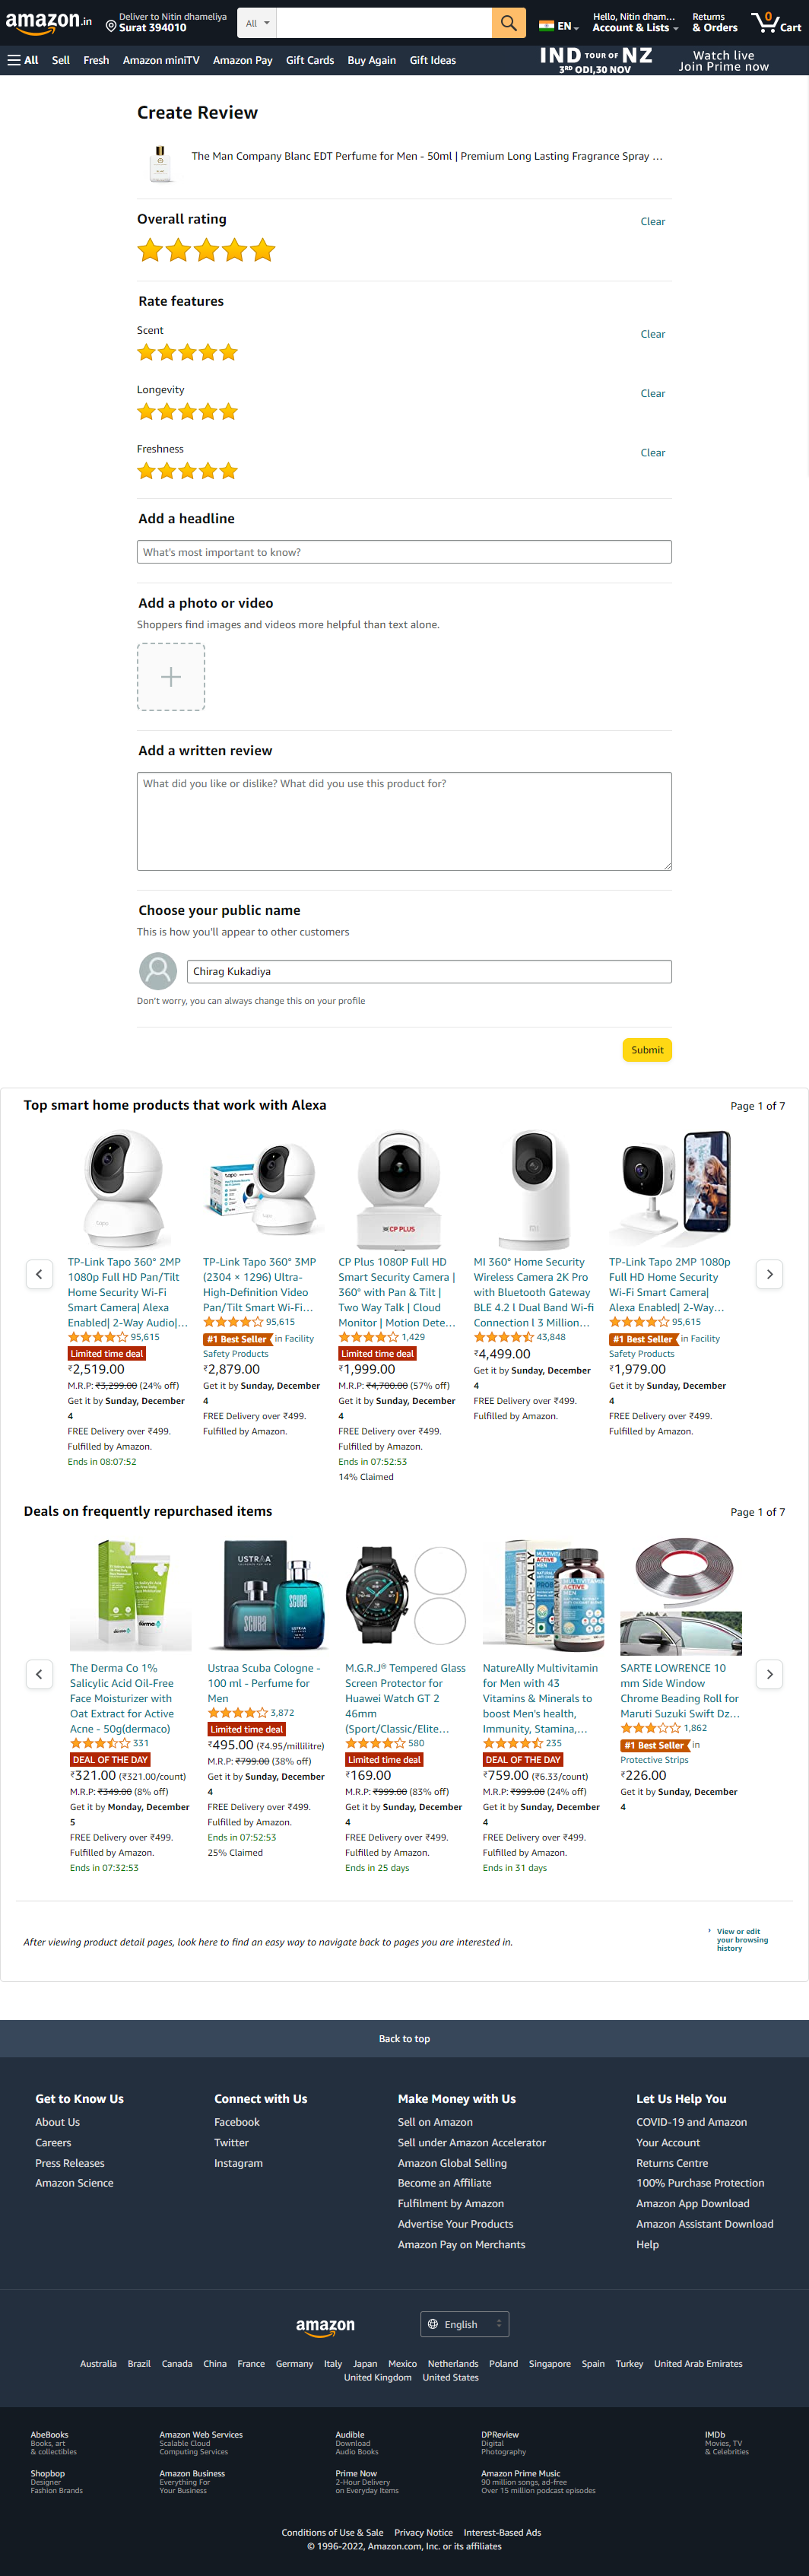 amazon.in
Deliver to Nitin dhameliya
Surat 394010
All
EN
Hello, Nitin dham...
Account & Lists
Returns
& Orders
0
Cart
All
Sell
Fresh
Amazon miniTV
Amazon Pay
Gift Cards
Buy Again
Gift Ideas
IND TOUR OF NZ
3RD ODI,30 NOV
Watch live
Join Prime now
Create Review
The Man Company Blanc EDT Perfume for Men - 50ml | Premium Long Lasting Fragrance Spray ...
Overall rating
Clear
Rate features
Scent
Clear
Longevity
Clear
Freshness
Clear
Add a headline
What's most important to know?
Add a photo or video
Shoppers find images and videos more helpful than text alone.
Add a written review
What did you like or dislike? What did you use this product for?
Choose your public name
This is how you'll appear to other customers
Chirag Kukadiya
Don't worry, you can always change this on your profile
Submit
Top smart home products that work with Alexa
Page 1 of 7
TP-Link Tapo 360° 2MP
1080p Full HD Pan/Tilt
Home Security Wi-Fi
Smart Camera| Alexa
Enabled| 2-Way Audio|...
95,615
Limited time deal
₹2,519.00
M.R.P: ₹3,299.00 (24% off)
Get it by Sunday, December
4
FREE Delivery over ₹499.
Fulfilled by Amazon.
Ends in 08:07:52
tapo
TP-Link Tapo 360° 3MP
(2304 × 1296) Ultra-
High-Definition Video
Pan/Tilt Smart Wi-Fi...
95,615
#1 Best Seller in Facility
Safety Products
₹2,879.00
Get it by Sunday, December
4
FREE Delivery over ₹499.
Fulfilled by Amazon.
CP PLUS
CP Plus 1080P Full HD
Smart Security Camera |
360° with Pan & Tilt |
Two Way Talk | Cloud
Monitor | Motion Dete...
1,429
Limited time deal
₹1,999.00
M.R.P: ₹4,700.00 (57% off)
Get it by Sunday, December
4
FREE Delivery over ₹499.
Fulfilled by Amazon.
Ends in 07:52:53
14% Claimed
MI 360° Home Security
Wireless Camera 2K Pro
with Bluetooth Gateway
BLE 4.2 l Dual Band Wi-fi
Connection l 3 Million...
43,848
₹4,499.00
Get it by Sunday, December
4
FREE Delivery over ₹499.
Fulfilled by Amazon.
TP-Link Tapo 2MP 1080p
Full HD Home Security
Wi-Fi Smart Camera|
Alexa Enabled| 2-Way...
95,615
#1 Best Seller in Facility
Safety Products
₹1,979.00
Get it by Sunday, December
4
FREE Delivery over ₹499.
Fulfilled by Amazon.
Deals on frequently repurchased items
Page 1 of 7
The Derma Co 1%
Salicylic Acid Oil-Free
Face Moisturizer with
Oat Extract for Active
Acne - 50g(dermaco)
331
DEAL OF THE DAY
₹321.00 (₹321.00/count)
M.R.P: ₹349.00 (8% off)
Get it by Monday, December
5
FREE Delivery over ₹499.
Fulfilled by Amazon.
Ends in 07:32:53
USTRAA
SCUBA
Ustraa Scuba Cologne -
100 ml - Perfume for
Men
3,872
Limited time deal
₹495.00 (₹4.95/millilitre)
M.R.P: ₹799.00 (38% off)
Get it by Sunday, December
4
FREE Delivery over ₹499.
Fulfilled by Amazon.
Ends in 07:52:53
25% Claimed
M.G.R.J® Tempered Glass
Screen Protector for
Huawei Watch GT 2
46mm
(Sport/Classic/Elite...
580
Limited time deal
₹169.00
M.R.P: ₹999.00 (83% off)
Get it by Sunday, December
4
FREE Delivery over ₹499.
Fulfilled by Amazon.
Ends in 25 days
NATURE·ALLY
NatureAlly Multivitamin
for Men with 43
Vitamins & Minerals to
boost Men's health,
Immunity, Stamina,...
235
DEAL OF THE DAY
₹759.00 (₹6.33/count)
M.R.P: ₹999.00 (24% off)
Get it by Sunday, December
4
FREE Delivery over ₹499.
Fulfilled by Amazon.
Ends in 31 days
SARTE LOWRENCE 10
mm Side Window
Chrome Beading Roll for
Maruti Suzuki Swift Dz...
1,862
#1 Best Seller in
Protective Strips
₹226.00
Get it by Sunday, December
4
After viewing product detail pages, look here to find an easy way to navigate back to pages you are interested in.
View or edit
your browsing
history
Back to top
Get to Know Us
About Us
Careers
Press Releases
Amazon Science
Connect with Us
Facebook
Twitter
Instagram
Make Money with Us
Sell on Amazon
Sell under Amazon Accelerator
Amazon Global Selling
Become an Affiliate
Fulfilment by Amazon
Advertise Your Products
Amazon Pay on Merchants
Let Us Help You
COVID-19 and Amazon
Your Account
Returns Centre
100% Purchase Protection
Amazon App Download
Amazon Assistant Download
Help
amazon
English
Australia Brazil Canada China France Germany Italy Japan Mexico Netherlands Poland Singapore Spain Turkey United Arab Emirates
United Kingdom United States
AbeBooks
Books, art
& collectibles
Amazon Web Services
Scalable Cloud
Computing Services
Audible
Download
Audio Books
DPReview
Digital
Photography
IMDb
Movies, TV
& Celebrities
Shopbop
Designer
Fashion Brands
Amazon Business
Everything For
Your Business
Prime Now
2-Hour Delivery
on Everyday Items
Amazon Prime Music
90 million songs, ad-free
Over 15 million podcast episodes
Conditions of Use & Sale Privacy Notice Interest-Based Ads
© 1996-2022, Amazon.com, Inc. or its affiliates